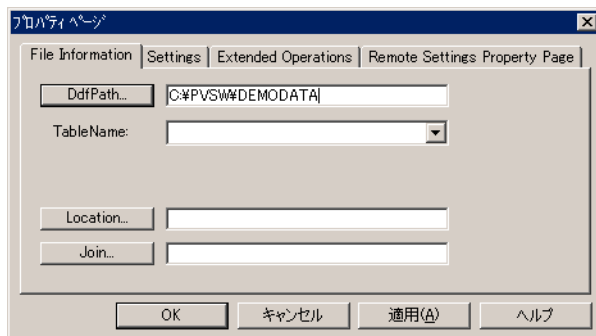 ﾌﾟﾛﾊﾟﾃｨ ﾍﾟｰｼﾞ
File Information Settings Extended Operations Remote Settings Property Page
DdfPath... C:¥PVSW¥DEMODATA
TableName:
Location...
Join...
OK キャンセル 適用(A) ヘルプ